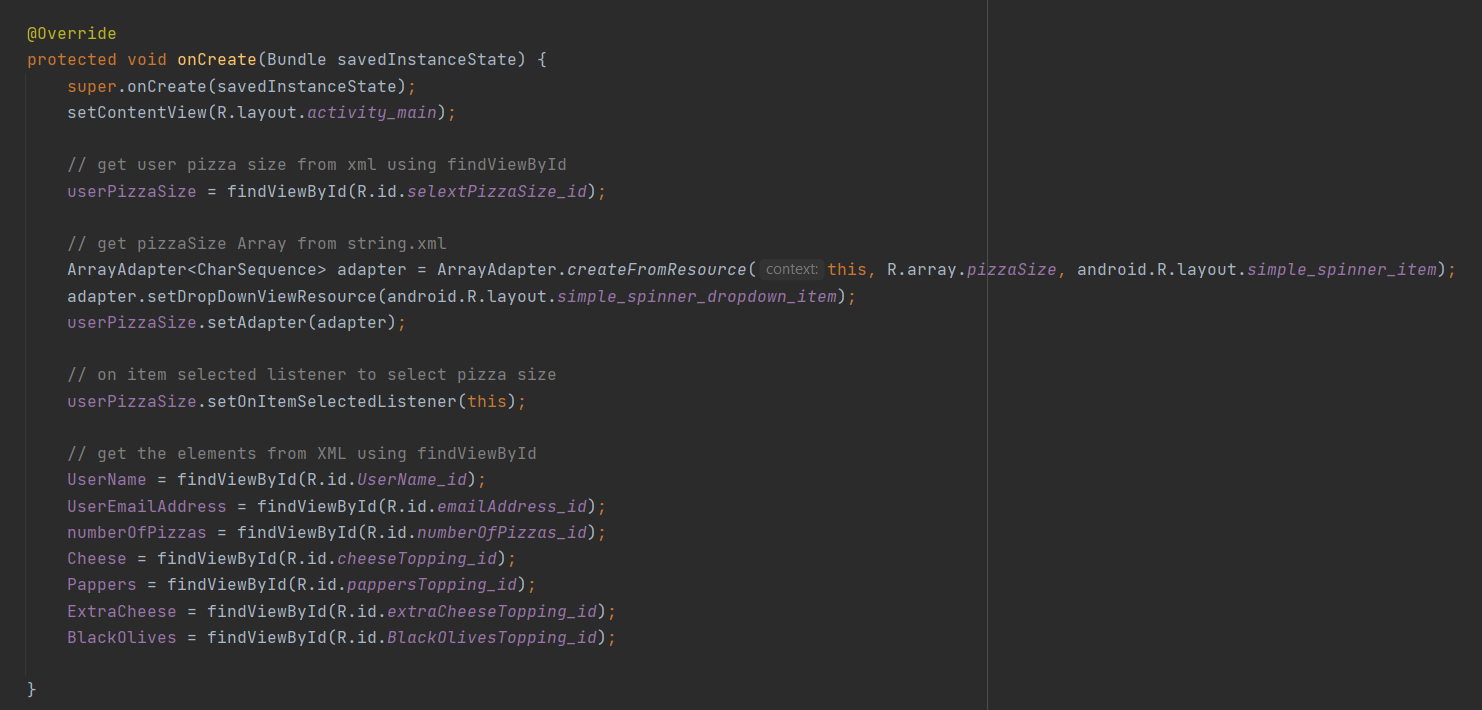 @Override
protected void onCreate(Bundle savedInstanceState) {
super.onCreate(savedInstanceState);
setContentView(R.layout.activity_main);
// get user pizza size from xml using findViewById
userPizzaSize = findViewById(R.id.selextPizzaSize_id);
// get pizzaSize Array from string.xml
ArrayAdapter<CharSequence> adapter = ArrayAdapter.createFromResource( context: this, R.array.pizzaSize, android.R.layout.simple_spinner_item);
adapter.setDropDownViewResource(android.R.layout.simple_spinner_dropdown_item);
userPizzaSize.setAdapter(adapter);
// on item selected listener to select pizza size
userPizzaSize.setOnItemSelectedListener(this);
// get the elements from XML using findViewById
UserName = findViewById(R.id.UserName_id);
UserEmailAddress = findViewById(R.id.emailAddress_id);
numberOfPizzas = findViewById(R.id.numberOfPizzas_id);
Cheese = findViewById(R.id.cheeseTopping_id);
Pappers = findViewById(R.id.pappersTopping_id);
ExtraCheese = findViewById(R.id.extraCheeseTopping_id);
BlackOlives = findViewById(R.id.BlackOlivesTopping_id);
}